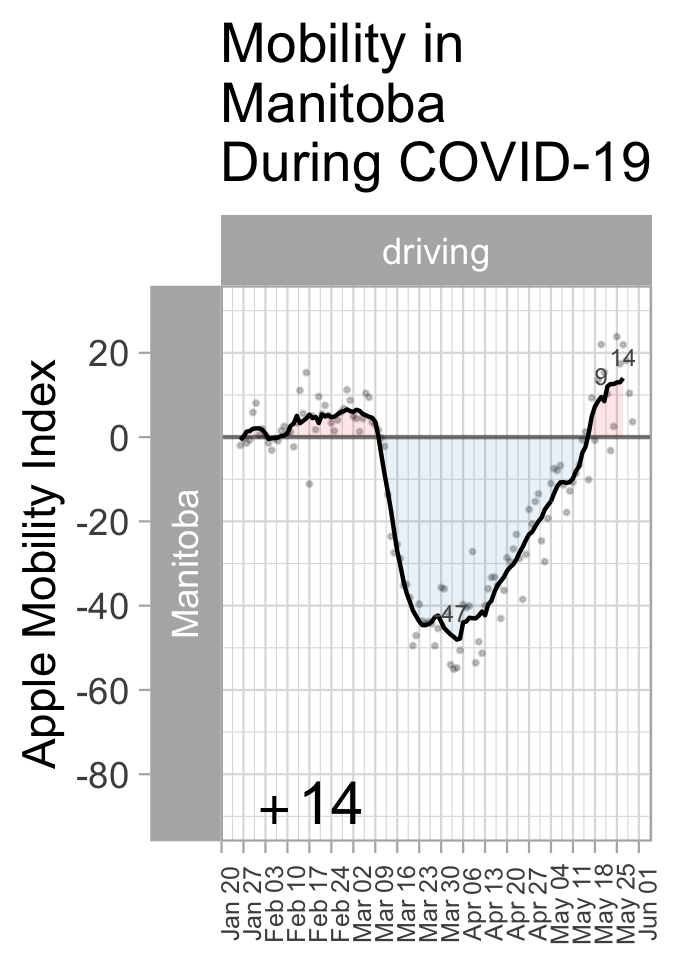 Mobility in
Manitoba
During COVID-19
driving
Manitoba
Apple Mobility Index
20
0
-20
-40
-60
-80
14
9
-47
+14
Jan 20
Jan 27
Feb 03
Feb 10
Feb 17
Feb 24
Mar 02
Mar 09
Mar 16
Mar 23
Mar 30
Apr 06
Apr 13
Apr 20
Apr 27
May 04
May 11
May 18
May 25
Jun 01